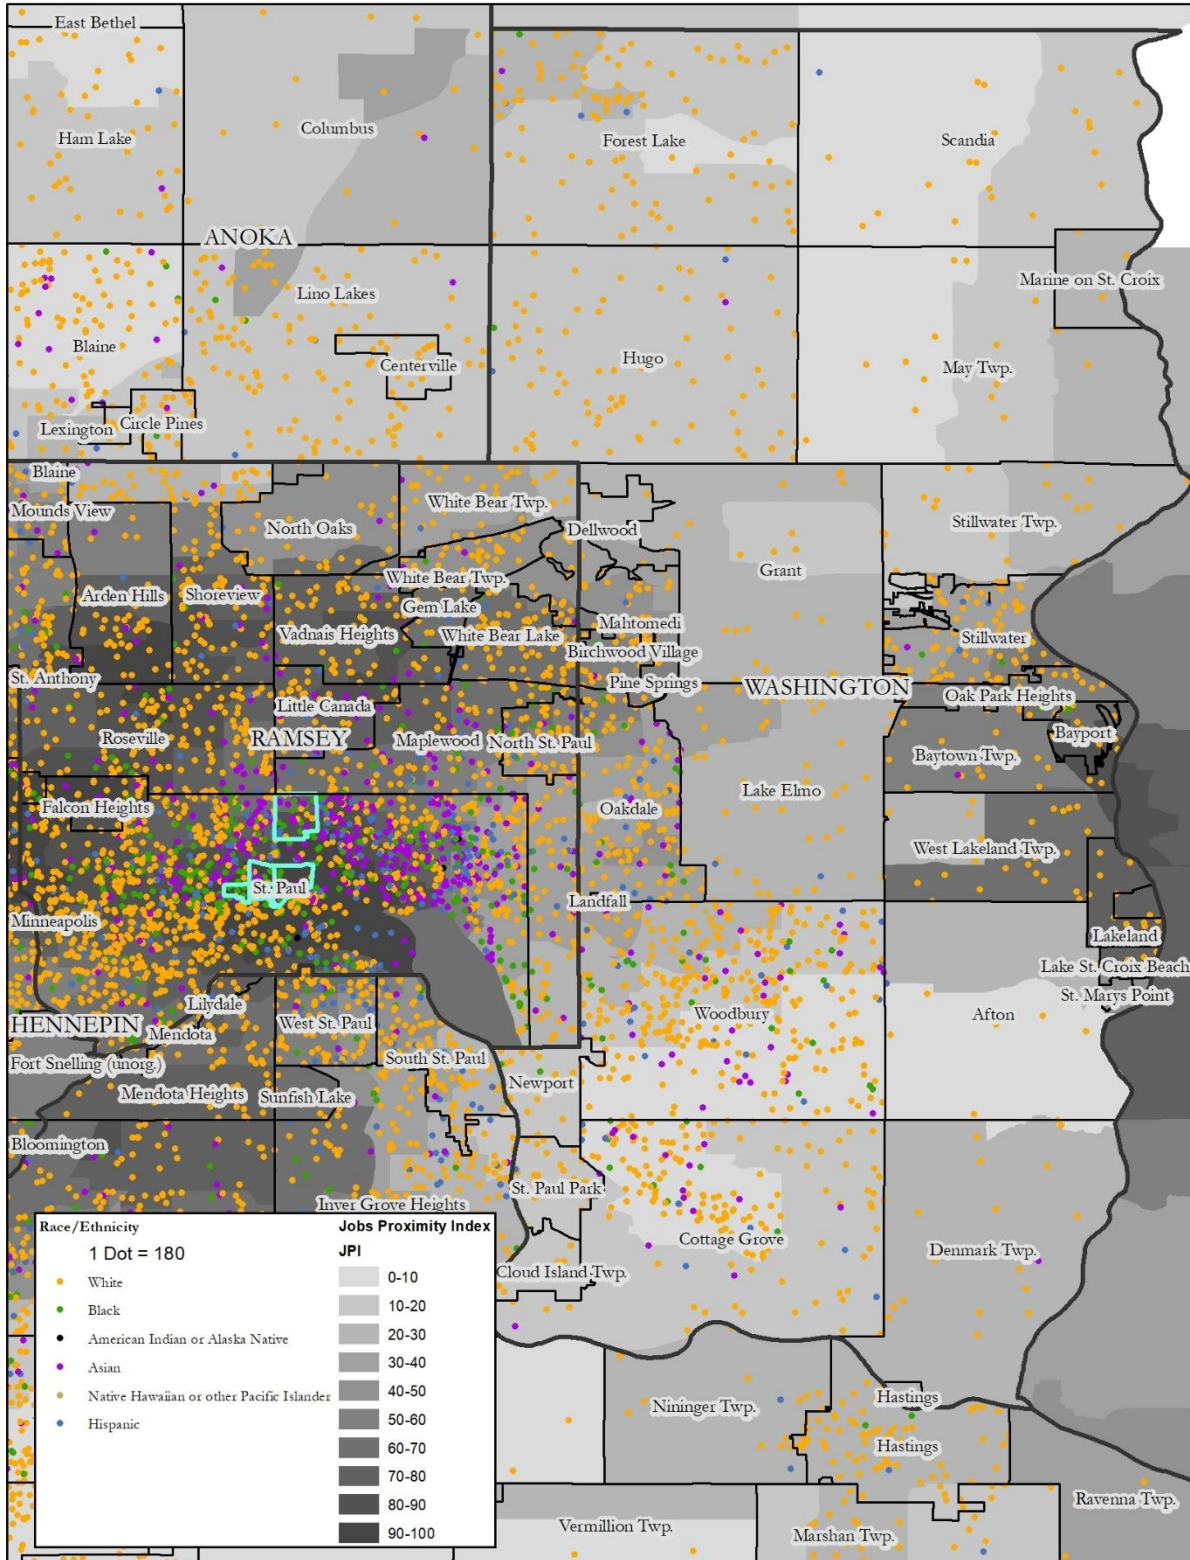 East Bethel
Ham Lake
Columbus
Forest Lake
Scandia
ANOKA
Marine on St. Croix
Lino Lakes
Blaine
Centerville
Hugo
May Twp.
Lexington
Circle Pines
Blaine
Mounds View
North Oaks
White Bear Twp.
Dellwood
Stillwater Twp.
Grant
White Bear Twp.
Arden Hills
Shoreview
Gem Lake
Vadnais Heights
White Bear Lake
Mahtomedi
Stillwater
Birchwood Village
St. Anthony
Pine Springs
WASHINGTON
Oak Park Heights
Little Canada
Roseville
RAMSEY
Maplewood
North St. Paul
Bayport
Baytown Twp.
Falcon Heights
Oakdale
Lake Elmo
West Lakeland Twp.
St. Paul
Landfall
Minneapolis
Lakeland
Lake St. Croix Beach
St. Marys Point
Lilydale
HENNEPIN
Mendota
West St. Paul
Woodbury
Afton
Fort Snelling (unorg.)
South St. Paul
Newport
Mendota Heights
Sunfish Lake
Bloomington
St. Paul Park
Inver Grove Heights
Cottage Grove
Denmark Twp.
Cloud Island Twp.
Race/Ethnicity
1 Dot = 180
White
Black
American Indian or Alaska Native
Asian
Native Hawaiian or other Pacific Islander
Hispanic
Jobs Proximity Index
JPI
0-10
10-20
20-30
30-40
40-50
50-60
60-70
70-80
80-90
90-100
Nininger Twp.
Hastings
Hastings
Vermillion Twp.
Marshan Twp.
Ravenna Twp.